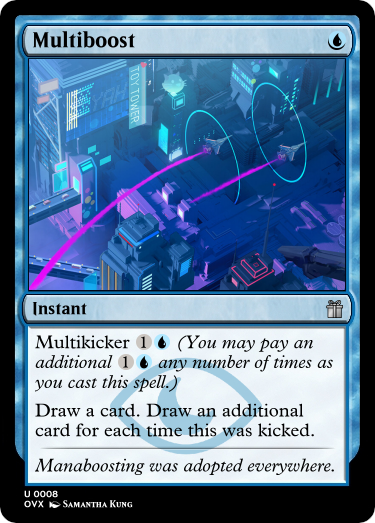 Multiboost
TOY TOWER
Instant
Multikicker 1 (You may pay an
additional 1 any number of times as
you cast this spell.)
Draw a card. Draw an additional
card for each time this was kicked.
Manaboosting was adopted everywhere.
U 0008
OVX SAMANTHA KUNG